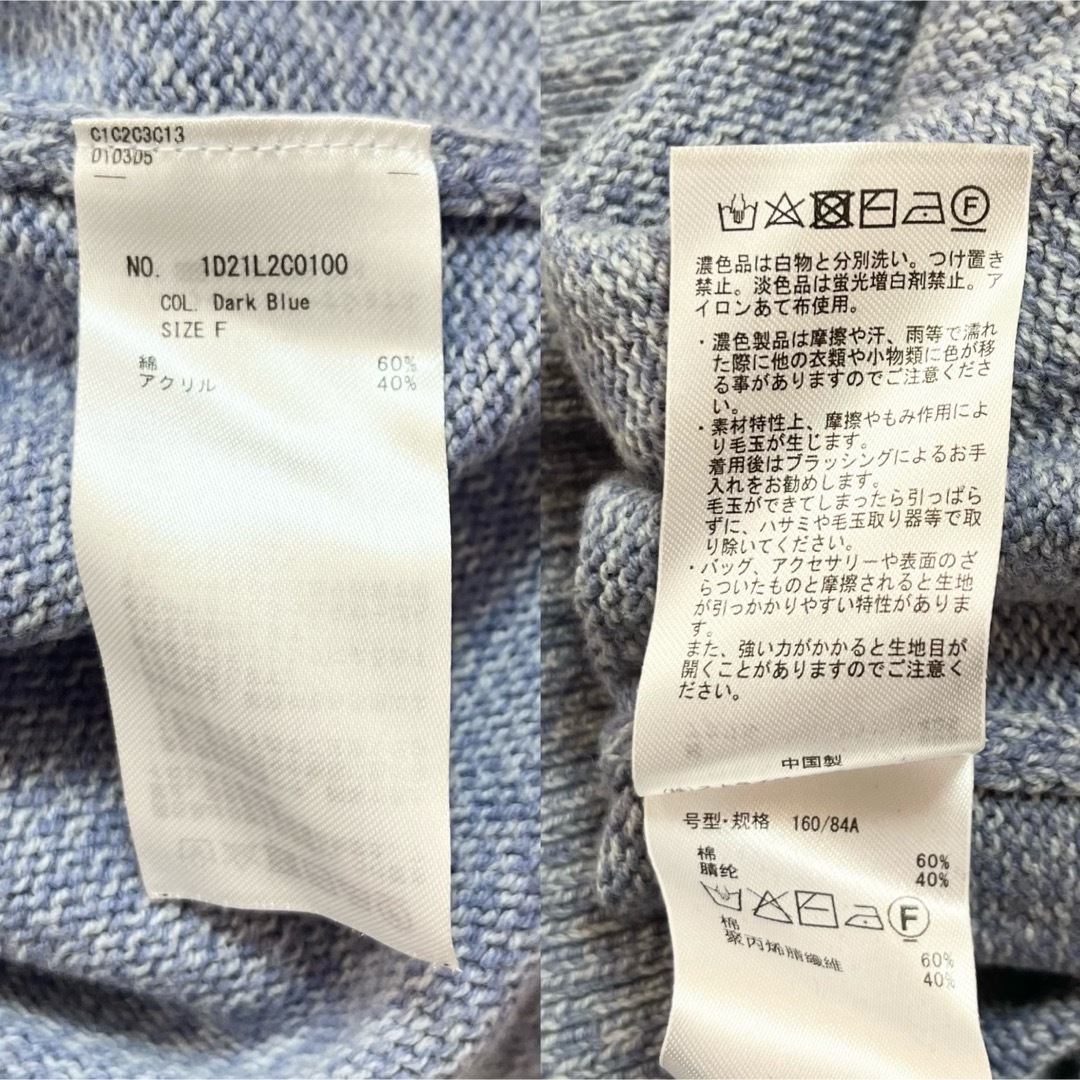 C1C2C3C13
D1D3D5
NO. 1D21L2C0100
COL. Dark Blue
SIZE F
綿 60%
アクリル 40%
F
濃色品は白物と分別洗い。つけ置き
禁止。淡色品は蛍光増白剤禁止。ア
イロンあて布使用。
・濃色製品は摩擦や汗、雨等で濡れ
た際に他の衣類や小物類に色が移
る事がありますのでご注意くださ
い。
・素材特性上、摩擦やもみ作用によ
り毛玉が生じます。
着用後はブラッシングによるお手
入れをお勧めします。
毛玉ができてしまったら引っぱら
ずに、ハサミや毛玉取り器等で取
り除いてください。
・バッグ、アクセサリーや表面のざ
らついたものと摩擦されると生地
が引っかかりやすい特性がありま
す。
また、強い力がかかると生地目が
開くことがありますのでご注意く
ださい。
中国製
号型・规格 160/84A
棉 60%
腈纶 40%
F
棉 60%
聚丙烯腈纖維 40%